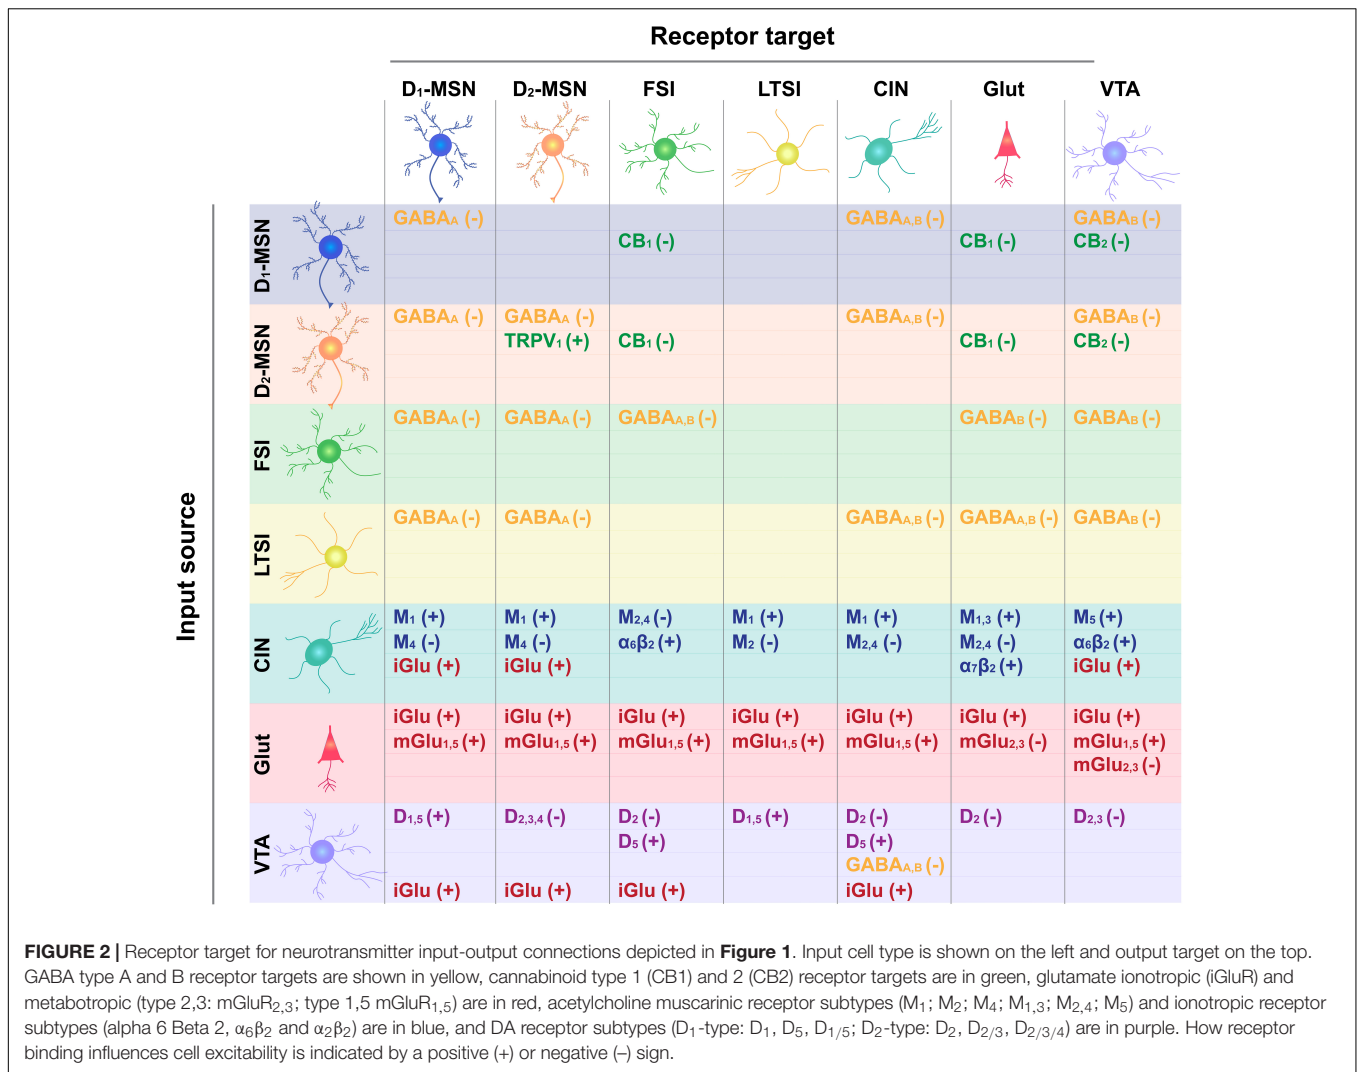 Receptor target
D1-MSN D2-MSN FSI LTSI CIN Glut VTA
Input source
D1-MSN
GABAA (-) GABAA,B (-) GABAB (-)
CB1 (-) CB1 (-) CB2 (-)
D2-MSN
GABAA (-) GABAA (-) GABAA,B (-) GABAB (-)
TRPV1 (+) CB1 (-) CB1 (-) CB2 (-)
FSI
GABAA (-) GABAA (-) GABAA,B (-) GABAB (-) GABAB (-)
LTSI
GABAA (-) GABAA (-) GABAA,B (-) GABAA,B (-) GABAB (-)
CIN
M1 (+) M1 (+) M2,4 (-) M1 (+) M1 (+) M1,3 (+) M5 (+)
M4 (-) M4 (-) α6β2 (+) M2 (-) M2,4 (-) M2,4 (-) α6β2 (+)
iGlu (+) iGlu (+) α7β2 (+) iGlu (+)
Glut
iGlu (+) iGlu (+) iGlu (+) iGlu (+) iGlu (+) iGlu (+) iGlu (+)
mGlu1,5 (+) mGlu1,5 (+) mGlu1,5 (+) mGlu1,5 (+) mGlu1,5 (+) mGlu2,3 (-) mGlu1,5 (+)
mGlu2,3 (-)
VTA
D1,5 (+) D2,3,4 (-) D2 (-) D1,5 (+) D2 (-) D2 (-) D2,3 (-)
D5 (+) D5 (+)
GABAA,B (-)
iGlu (+) iGlu (+) iGlu (+) iGlu (+)
FIGURE 2 | Receptor target for neurotransmitter input-output connections depicted in Figure 1. Input cell type is shown on the left and output target on the top.
GABA type A and B receptor targets are shown in yellow, cannabinoid type 1 (CB1) and 2 (CB2) receptor targets are in green, glutamate ionotropic (iGluR) and
metabotropic (type 2,3: mGluR2,3; type 1,5 mGluR1,5) are in red, acetylcholine muscarinic receptor subtypes (M1; M2; M4; M1,3; M2,4; M5) and ionotropic receptor
subtypes (alpha 6 Beta 2, α6β2 and α2β2) are in blue, and DA receptor subtypes (D1-type: D1, D5, D1/5; D2-type: D2, D2/3, D2/3/4) are in purple. How receptor
binding influences cell excitability is indicated by a positive (+) or negative (–) sign.